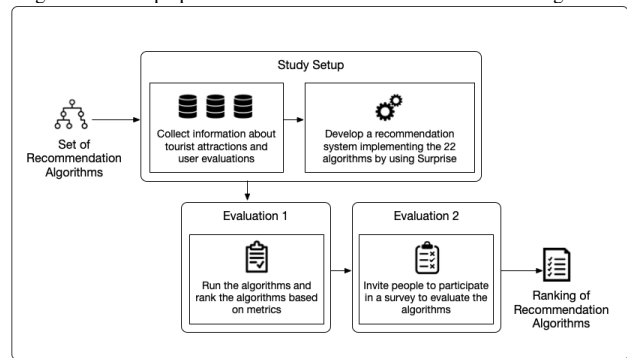 Study Setup
Set of
Recommendation
Algorithms
Collect information about
tourist attractions and
user evaluations
Develop a recommendation
system implementing the 22
algorithms by using Surprise
Evaluation 1
Run the algorithms and
rank the algorithms based
on metrics
Evaluation 2
Invite people to participate
in a survey to evaluate the
algorithms
Ranking of
Recommendation
Algorithms